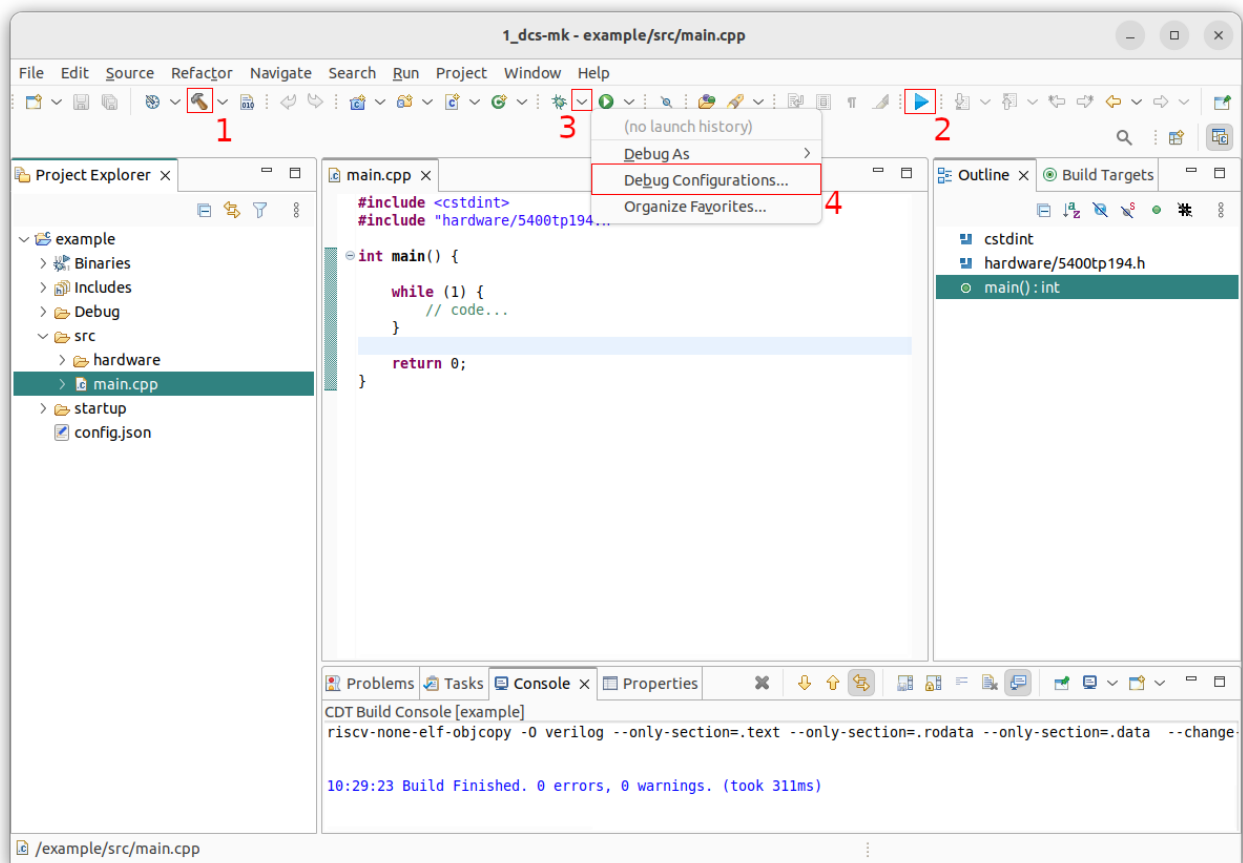 1_dcs-mk - example/src/main.cpp
File Edit Source Refactor Navigate Search Run Project Window Help
1
3
2
(no launch history)
Debug As
Debug Configurations...
4
Organize Favorites...
Project Explorer
example
Binaries
Includes
Debug
src
hardware
main.cpp
startup
config.json
main.cpp
#include <cstdint>
#include "hardware/5400tp194.h"
int main() {
while (1) {
// code...
}
return 0;
}
Outline Build Targets
cstdint
hardware/5400tp194.h
main() : int
Problems Tasks Console Properties
CDT Build Console [example]
riscv-none-elf-objcopy -O verilog --only-section=.text --only-section=.rodata --only-section=.data --change-
10:29:23 Build Finished. 0 errors, 0 warnings. (took 311ms)
/example/src/main.cpp